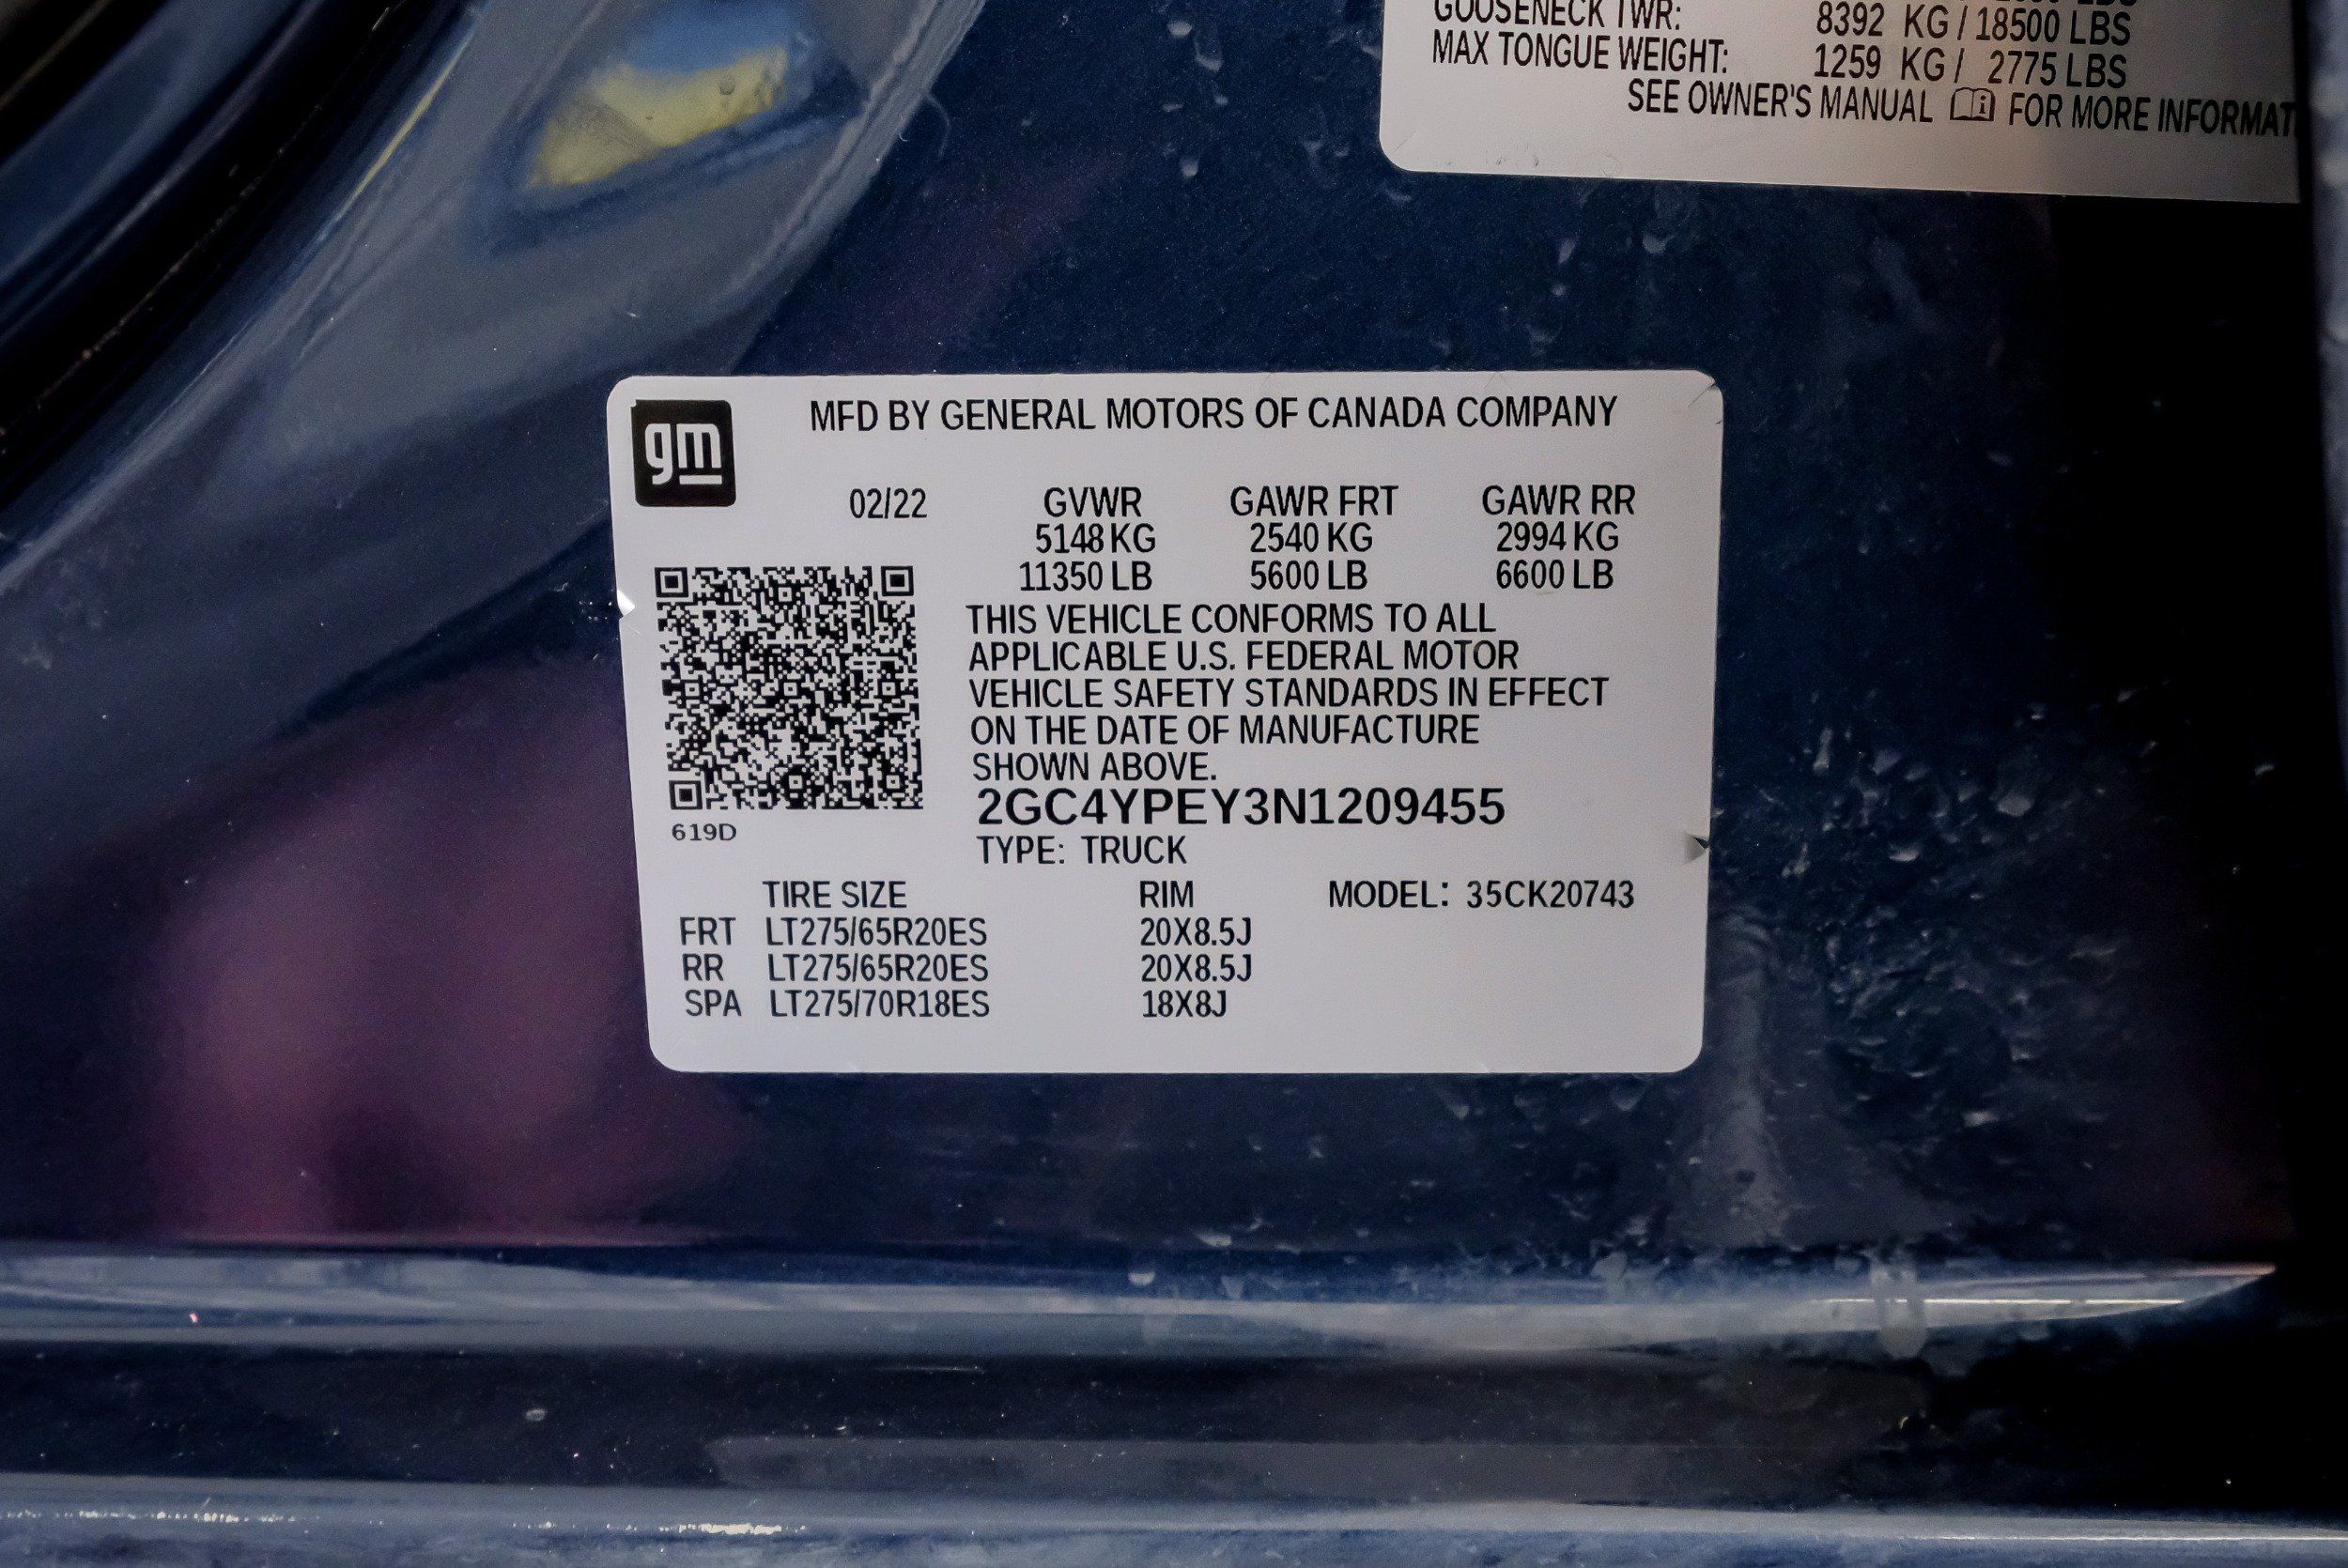 GOOSENECK TWR: 8392 KG / 18500 LBS
MAX TONGUE WEIGHT: 1259 KG / 2775 LBS
SEE OWNER'S MANUAL FOR MORE
gm
MFD BY GENERAL MOTORS OF CANADA COMPANY
02/22 GVWR GAWR FRT GAWR RR
5148 KG 2540 KG 2994 KG
11350 LB 5600 LB 6600 LB
THIS VEHICLE CONFORMS TO ALL
APPLICABLE U.S. FEDERAL MOTOR
VEHICLE SAFETY STANDARDS IN EFFECT
ON THE DATE OF MANUFACTURE
SHOWN ABOVE.
2GC4YPEY3N1209455
619D
TYPE: TRUCK
TIRE SIZE RIM MODEL: 35CK20743
FRT LT275/65R20ES 20X8.5J
RR LT275/65R20ES 20X8.5J
SPA LT275/70R18ES 18X8J